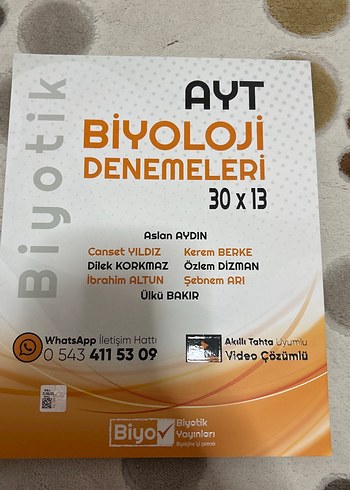 Biyotik
AYT
BİYOLOJİ
DENEMELERİ
30 x 13
Aslan AYDIN
Canset YILDIZ Kerem BERKE
Dilek KORKMAZ Özlem DİZMAN
İbrahim ALTUN Şebnem ARI
Ülkü BAKIR
WhatsApp İletişim Hattı
0 543 411 53 09
Akıllı Tahta Uyumlu
Video Çözümlü
Biyo
Biyotik
Yayınları